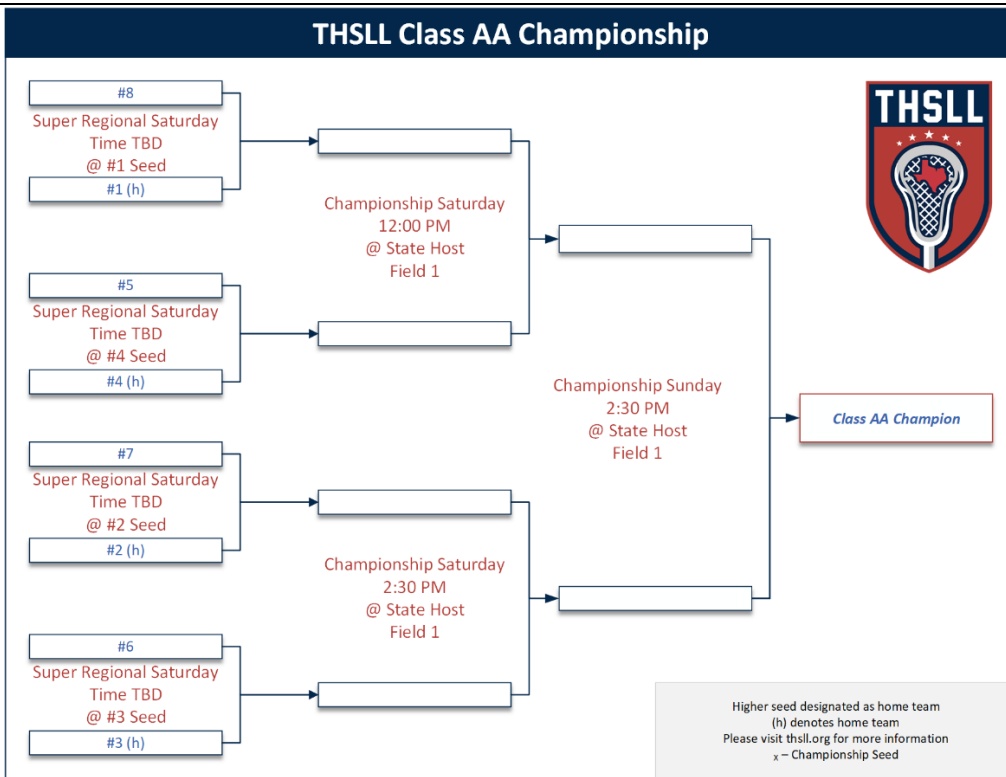 THSLL Class AA Championship
THSLL
#8
Super Regional Saturday
Time TBD
@ #1 Seed
#1 (h)
Championship Saturday
12:00 PM
@ State Host
Field 1
#5
Super Regional Saturday
Time TBD
@ #4 Seed
#4 (h)
Championship Sunday
2:30 PM
@ State Host
Field 1
Class AA Champion
#7
Super Regional Saturday
Time TBD
@ #2 Seed
#2 (h)
Championship Saturday
2:30 PM
@ State Host
Field 1
#6
Super Regional Saturday
Time TBD
@ #3 Seed
#3 (h)
Higher seed designated as home team
(h) denotes home team
Please visit thsll.org for more information
x – Championship Seed